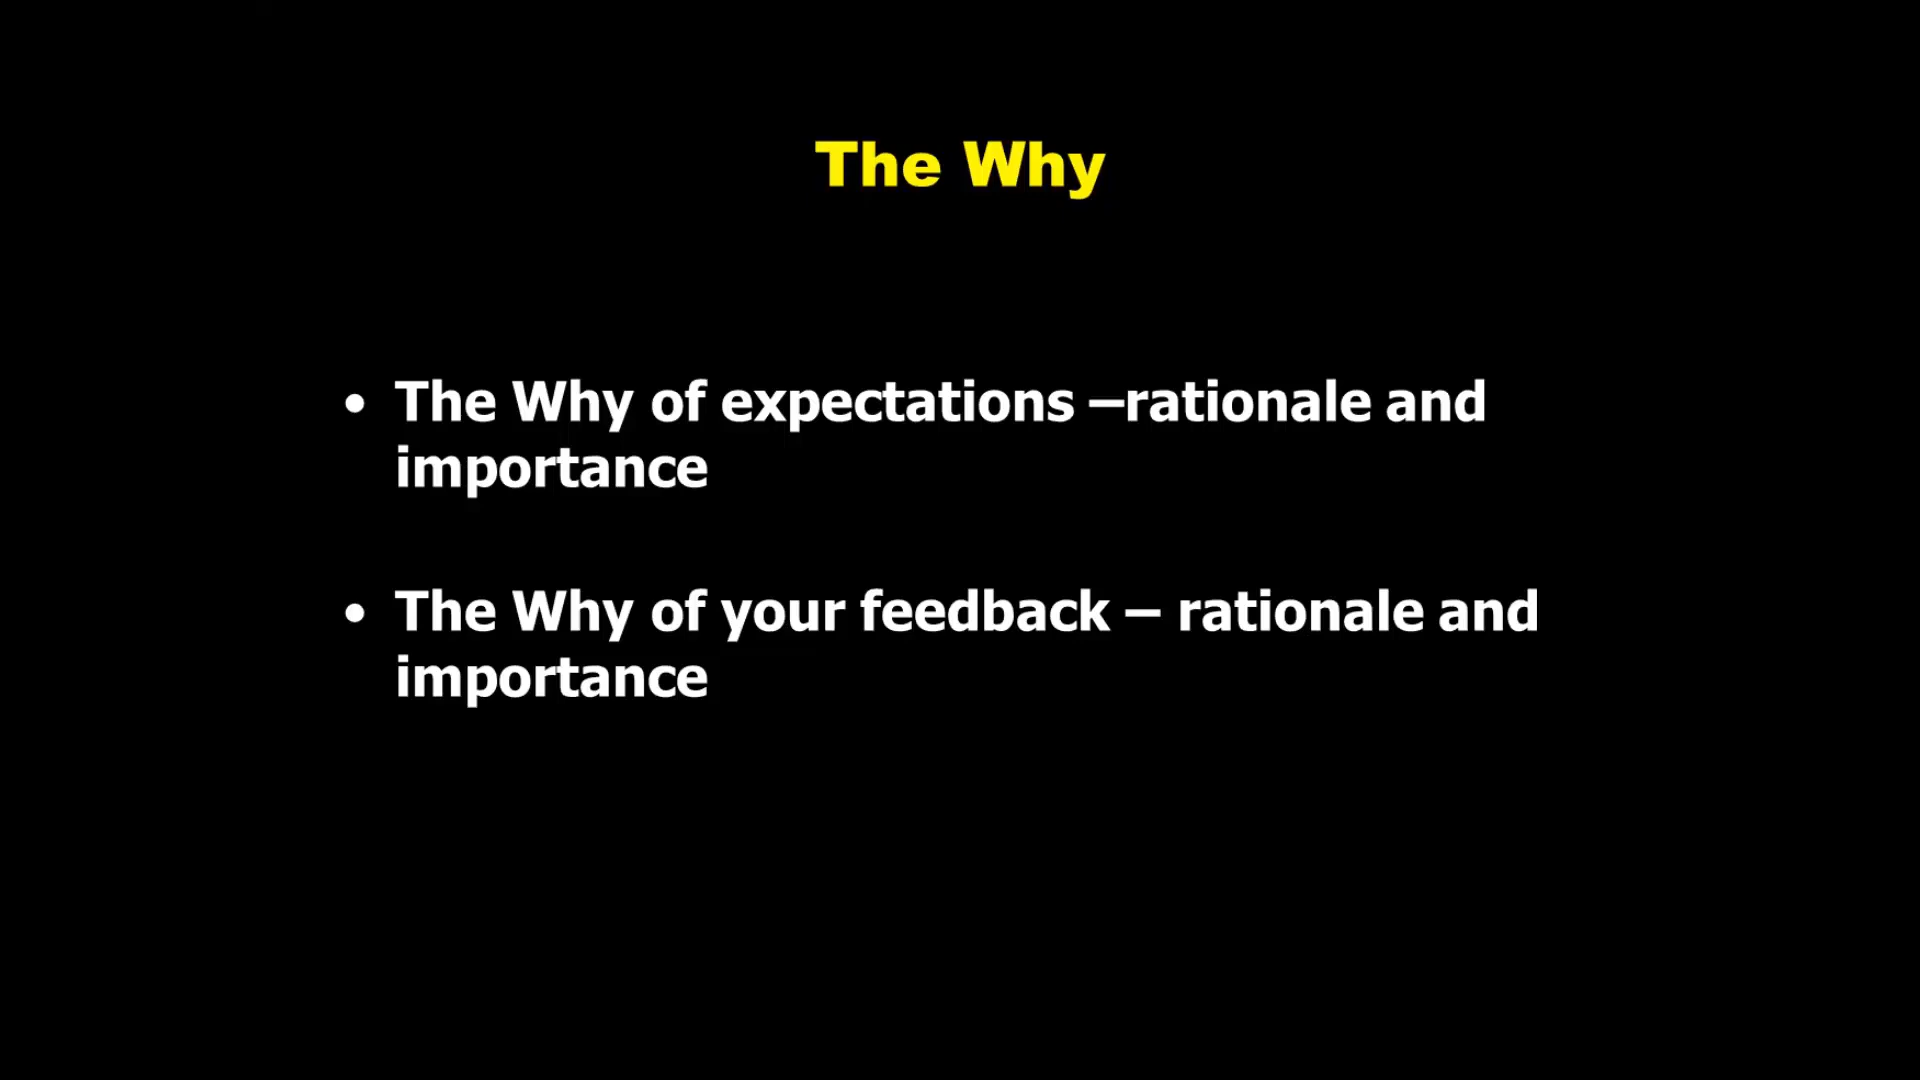 The Why
• The Why of expectations –rationale and
importance
• The Why of your feedback – rationale and
importance